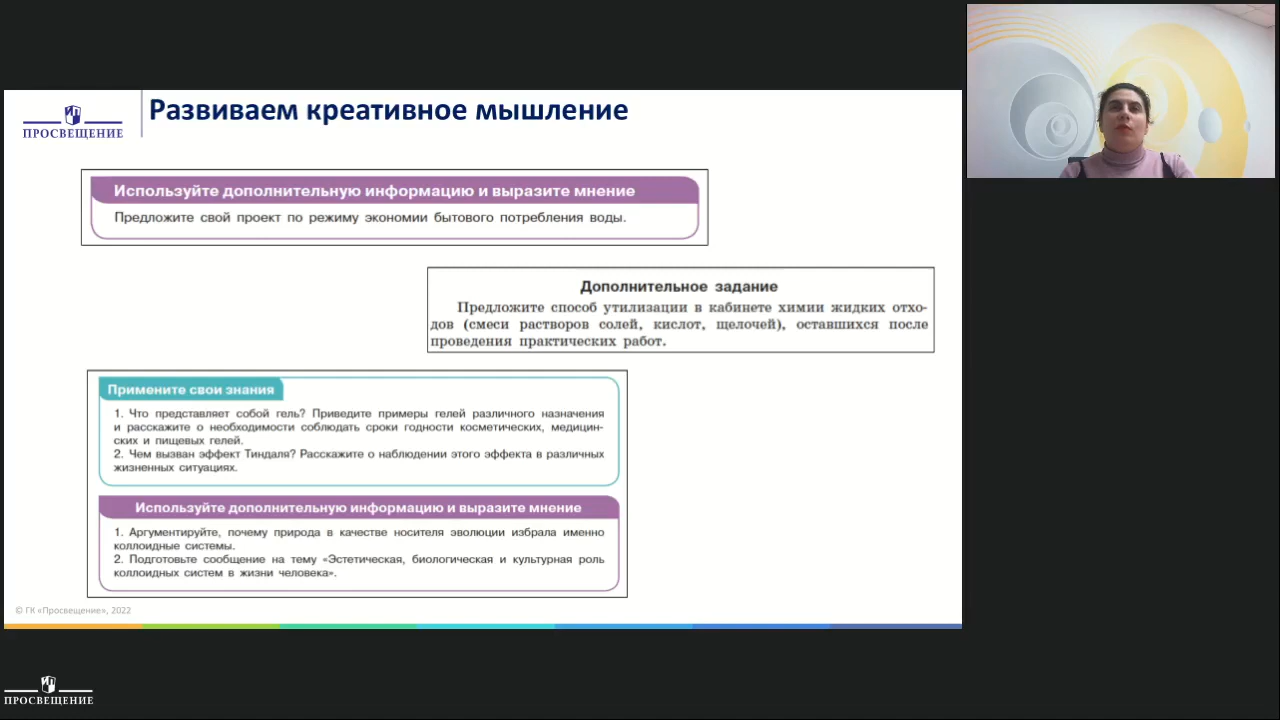 ПРОСВЕЩЕНИЕ
Развиваем креативное мышление
Используйте дополнительную информацию и выразите мнение
Предложите свой проект по режиму экономии бытового потребления воды.
Дополнительное задание
Предложите способ утилизации в кабинете химии жидких отхо-
дов (смеси растворов солей, кислот, щелочей), оставшихся после
проведения практических работ.
Примените свои знания
1. Что представляет собой гель? Приведите примеры гелей различного назначения
и расскажите о необходимости соблюдать сроки годности косметических, медицин-
ских и пищевых гелей.
2. Чем вызван эффект Тиндаля? Расскажите о наблюдении этого эффекта в различных
жизненных ситуациях.
Используйте дополнительную информацию и выразите мнение
1. Аргументируйте, почему природа в качестве носителя эволюции избрала именно
коллоидные системы.
2. Подготовьте сообщение на тему «Эстетическая, биологическая и культурная роль
коллоидных систем в жизни человека».
© ГК «Просвещение», 2022
ПРОСВЕЩЕНИЕ